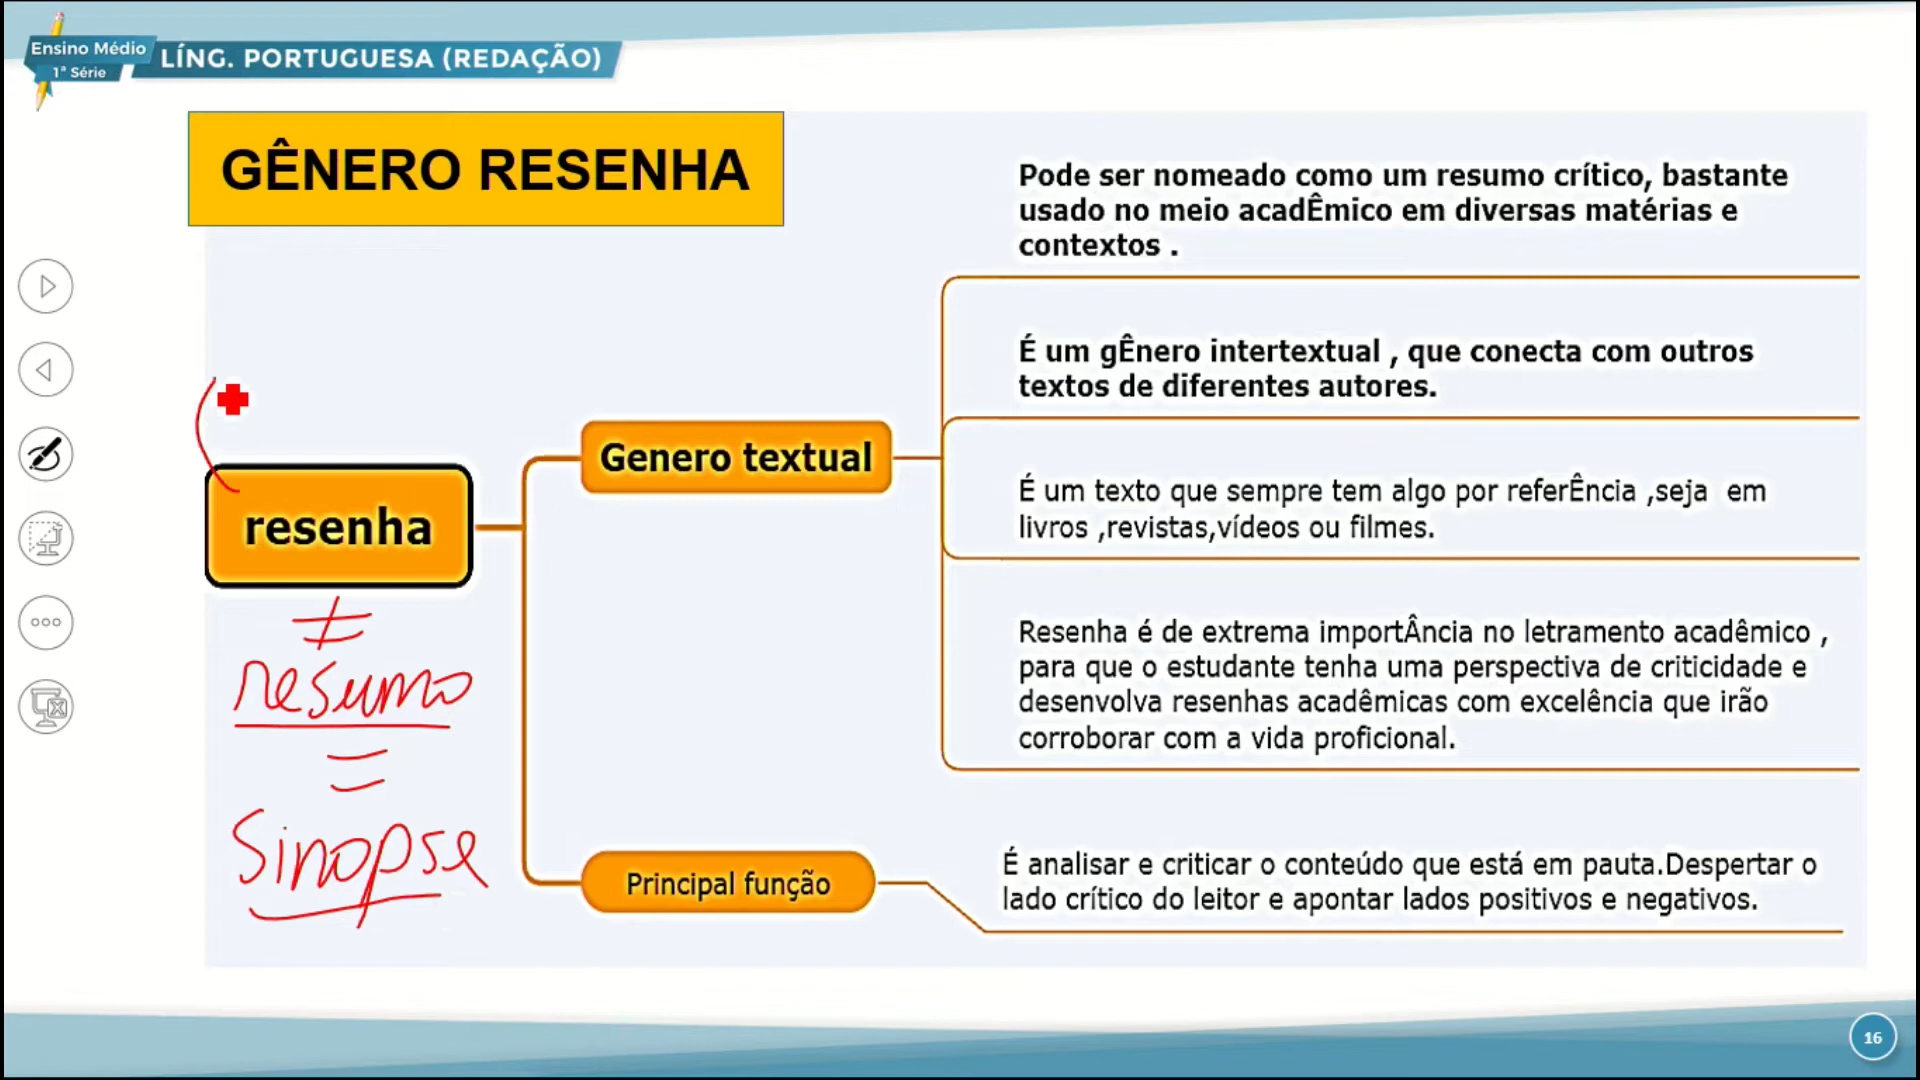 Ensino Médio
1ª Série
LÍNG. PORTUGUESA (REDAÇÃO)
GÊNERO RESENHA
Pode ser nomeado como um resumo crítico, bastante
usado no meio acadÊmico em diversas matérias e
contextos .
É um gÊnero intertextual , que conecta com outros
textos de diferentes autores.
Genero textual
É um texto que sempre tem algo por referÊncia ,seja em
livros ,revistas,vídeos ou filmes.
resenha
≠
resumo
=
Sinopse
Resenha é de extrema importÂncia no letramento acadêmico ,
para que o estudante tenha uma perspectiva de criticidade e
desenvolva resenhas acadêmicas com excelência que irão
corroborar com a vida proficional.
Principal função
É analisar e criticar o conteúdo que está em pauta.Despertar o
lado crítico do leitor e apontar lados positivos e negativos.
16